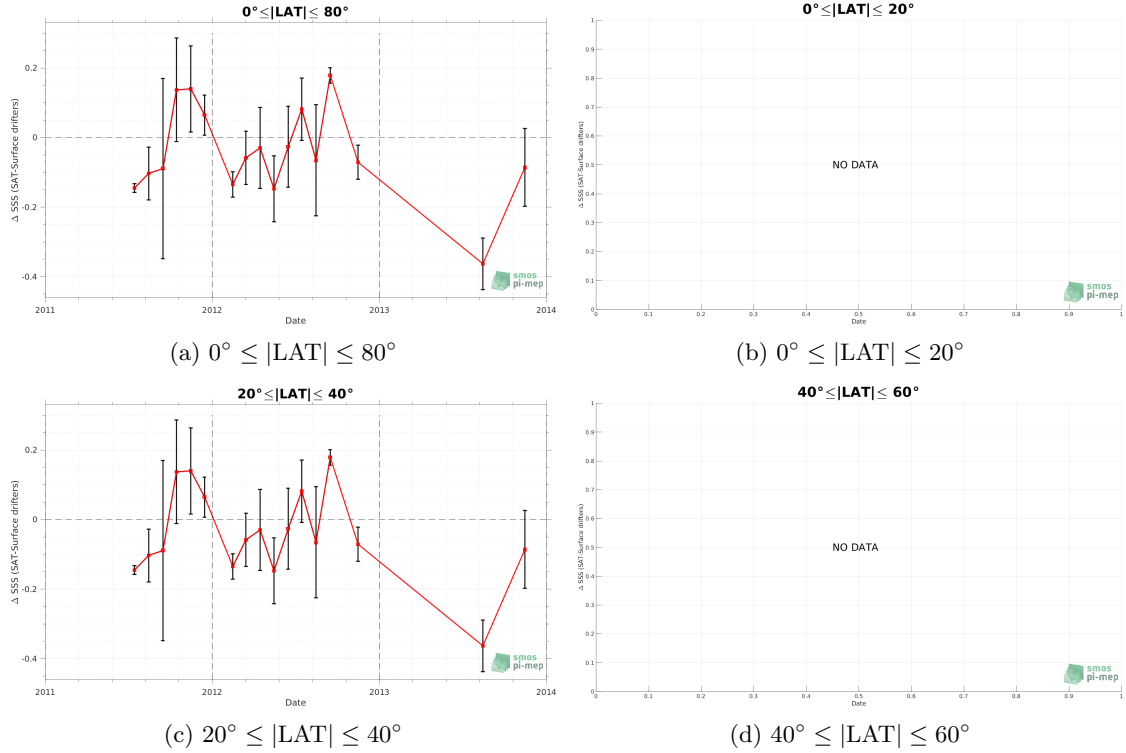 0°≤|LAT|≤ 80°
Δ SSS (SAT-Surface drifters)
0.2
0
-0.2
-0.4
2011
2012
2013
2014
Date
smos
pi-mep
(a) 0° ≤ |LAT| ≤ 80°
0°≤|LAT|≤ 20°
Δ SSS (SAT-Surface drifters)
1
0.9
0.8
0.7
0.6
0.5
0.4
0.3
0.2
0.1
0
NO DATA
0
0.1
0.2
0.3
0.4
0.5
0.6
0.7
0.8
0.9
1
Date
smos
pi-mep
(b) 0° ≤ |LAT| ≤ 20°
20°≤|LAT|≤ 40°
Δ SSS (SAT-Surface drifters)
0.2
0
-0.2
-0.4
2011
2012
2013
2014
Date
smos
pi-mep
(c) 20° ≤ |LAT| ≤ 40°
40°≤|LAT|≤ 60°
Δ SSS (SAT-Surface drifters)
1
0.9
0.8
0.7
0.6
0.5
0.4
0.3
0.2
0.1
0
NO DATA
0
0.1
0.2
0.3
0.4
0.5
0.6
0.7
0.8
0.9
1
Date
smos
pi-mep
(d) 40° ≤ |LAT| ≤ 60°